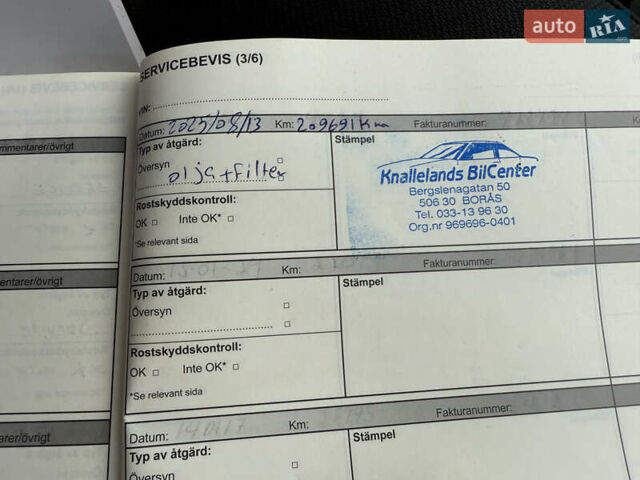 auto RIA.com
SERVICEBEVIS (3/6)
VIN:
Datum: 2025/08/13 Km: 209691 Km Fakturanummer:
Typ av åtgärd: Stämpel
Översyn
olja+Filter
Knallelands BilCenter
Bergslenagatan 50
506 30 BORÅS
Tel. 033-13 96 30
Org.nr 969696-0401
Rostskyddskontroll:
OK Inte OK*
*Se relevant sida
mmentarer/övrigt
Datum: Km: Fakturanummer:
Typ av åtgärd: Stämpel
Översyn
Rostskyddskontroll:
OK Inte OK*
*Se relevant sida
mmentarer/övrigt
Datum: Km: Fakturanummer:
Typ av åtgärd: Stämpel
Översyn
tarer/övrigt